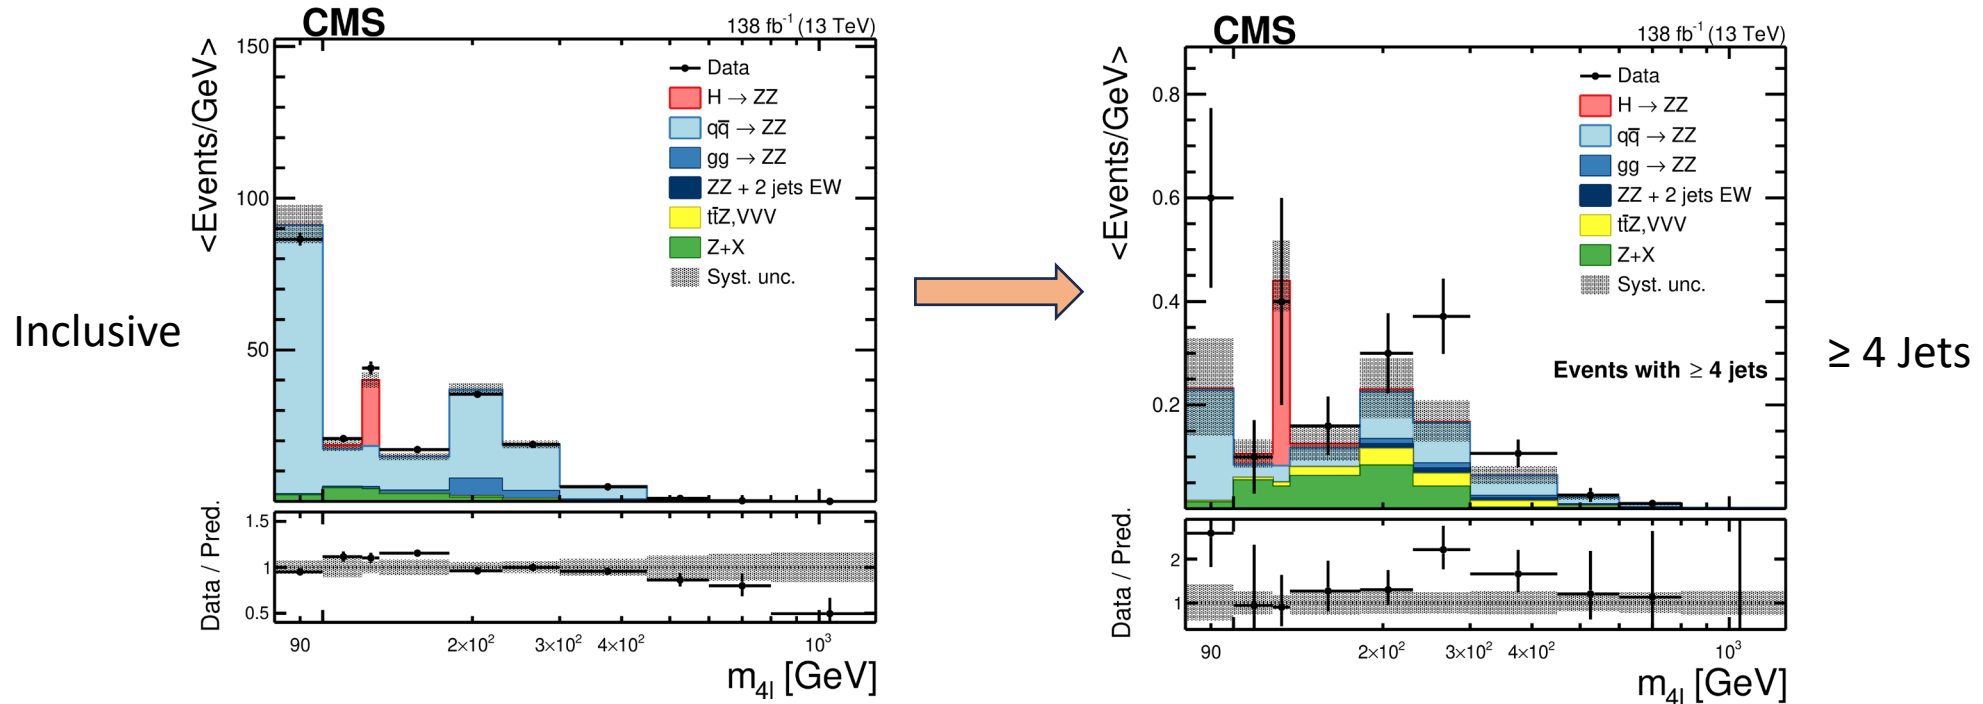 Inclusive
CMS
138 fb⁻¹ (13 TeV)
<Events/GeV>
150
100
50
Data
H → ZZ
qq̅ → ZZ
gg → ZZ
ZZ + 2 jets EW
tt̅Z,VVV
Z+X
Syst. unc.
Data / Pred.
1.5
1
0.5
90
2×10²
3×10²
4×10²
10³
m₄ₗ [GeV]
CMS
138 fb⁻¹ (13 TeV)
<Events/GeV>
0.8
0.6
0.4
0.2
Data
H → ZZ
qq̅ → ZZ
gg → ZZ
ZZ + 2 jets EW
tt̅Z,VVV
Z+X
Syst. unc.
Events with ≥ 4 jets
Data / Pred.
2
1
90
2×10²
3×10²
4×10²
10³
m₄ₗ [GeV]
≥ 4 Jets